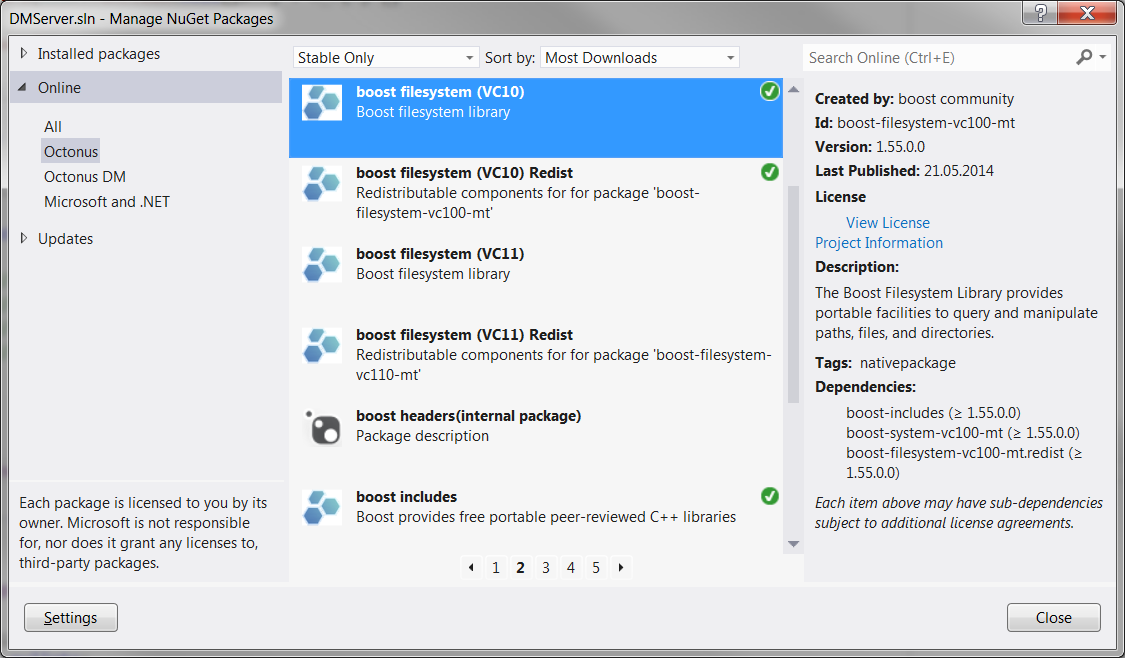 DMServer.sln - Manage NuGet Packages
?
X
Installed packages
Online
All
Octonus
Octonus DM
Microsoft and .NET
Updates
Each package is licensed to you by its
owner. Microsoft is not responsible
for, nor does it grant any licenses to,
third-party packages.
Stable Only
Sort by: Most Downloads
boost filesystem (VC10)
Boost filesystem library
boost filesystem (VC10) Redist
Redistributable components for for package 'boost-
filesystem-vc100-mt'
boost filesystem (VC11)
Boost filesystem library
boost filesystem (VC11) Redist
Redistributable components for for package 'boost-filesystem-
vc110-mt'
boost headers(internal package)
Package description
boost includes
Boost provides free portable peer-reviewed C++ libraries
1 2 3 4 5
Search Online (Ctrl+E)
Created by: boost community
Id: boost-filesystem-vc100-mt
Version: 1.55.0.0
Last Published: 21.05.2014
License
View License
Project Information
Description:
The Boost Filesystem Library provides
portable facilities to query and manipulate
paths, files, and directories.
Tags: nativepackage
Dependencies:
boost-includes (≥ 1.55.0.0)
boost-system-vc100-mt (≥ 1.55.0.0)
boost-filesystem-vc100-mt.redist (≥
1.55.0.0)
Each item above may have sub-dependencies
subject to additional license agreements.
Settings
Close